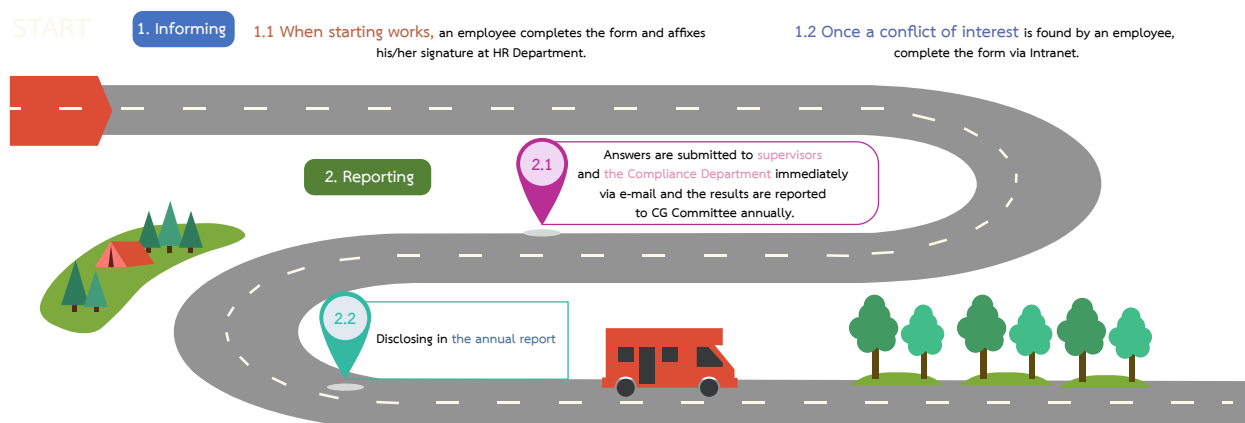 START
1. Informing
1.1 When starting works, an employee completes the form and affixes
his/her signature at HR Department.
1.2 Once a conflict of interest is found by an employee,
complete the form via Intranet.
2. Reporting
2.1
Answers are submitted to supervisors
and the Compliance Department immediately
via e-mail and the results are reported
to CG Committee annually.
2.2
Disclosing in the annual report